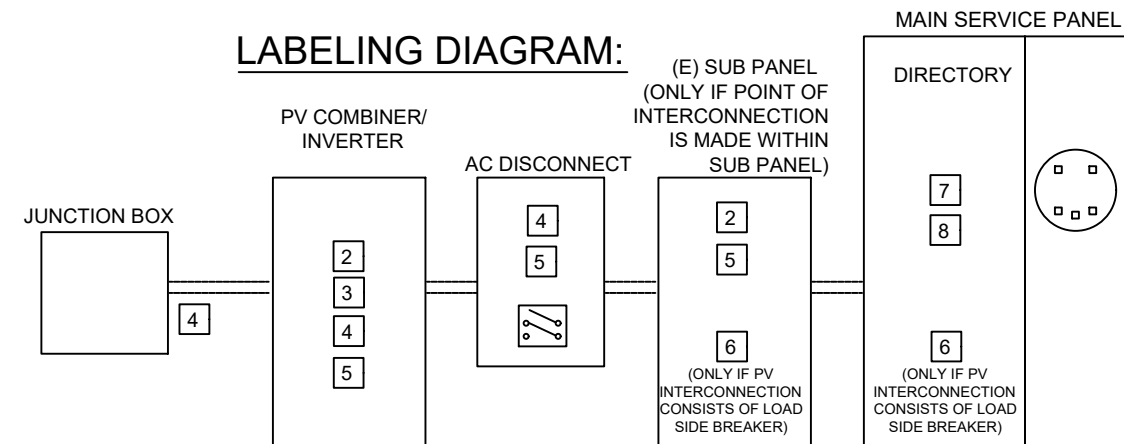 LABELING DIAGRAM:
JUNCTION BOX
4
PV COMBINER/
INVERTER
2
3
4
5
AC DISCONNECT
4
5
(E) SUB PANEL
(ONLY IF POINT OF
INTERCONNECTION
IS MADE WITHIN
SUB PANEL)
2
5
6
(ONLY IF PV
INTERCONNECTION
CONSISTS OF LOAD
SIDE BREAKER)
MAIN SERVICE PANEL
DIRECTORY
7
8
6
(ONLY IF PV
INTERCONNECTION
CONSISTS OF LOAD
SIDE BREAKER)